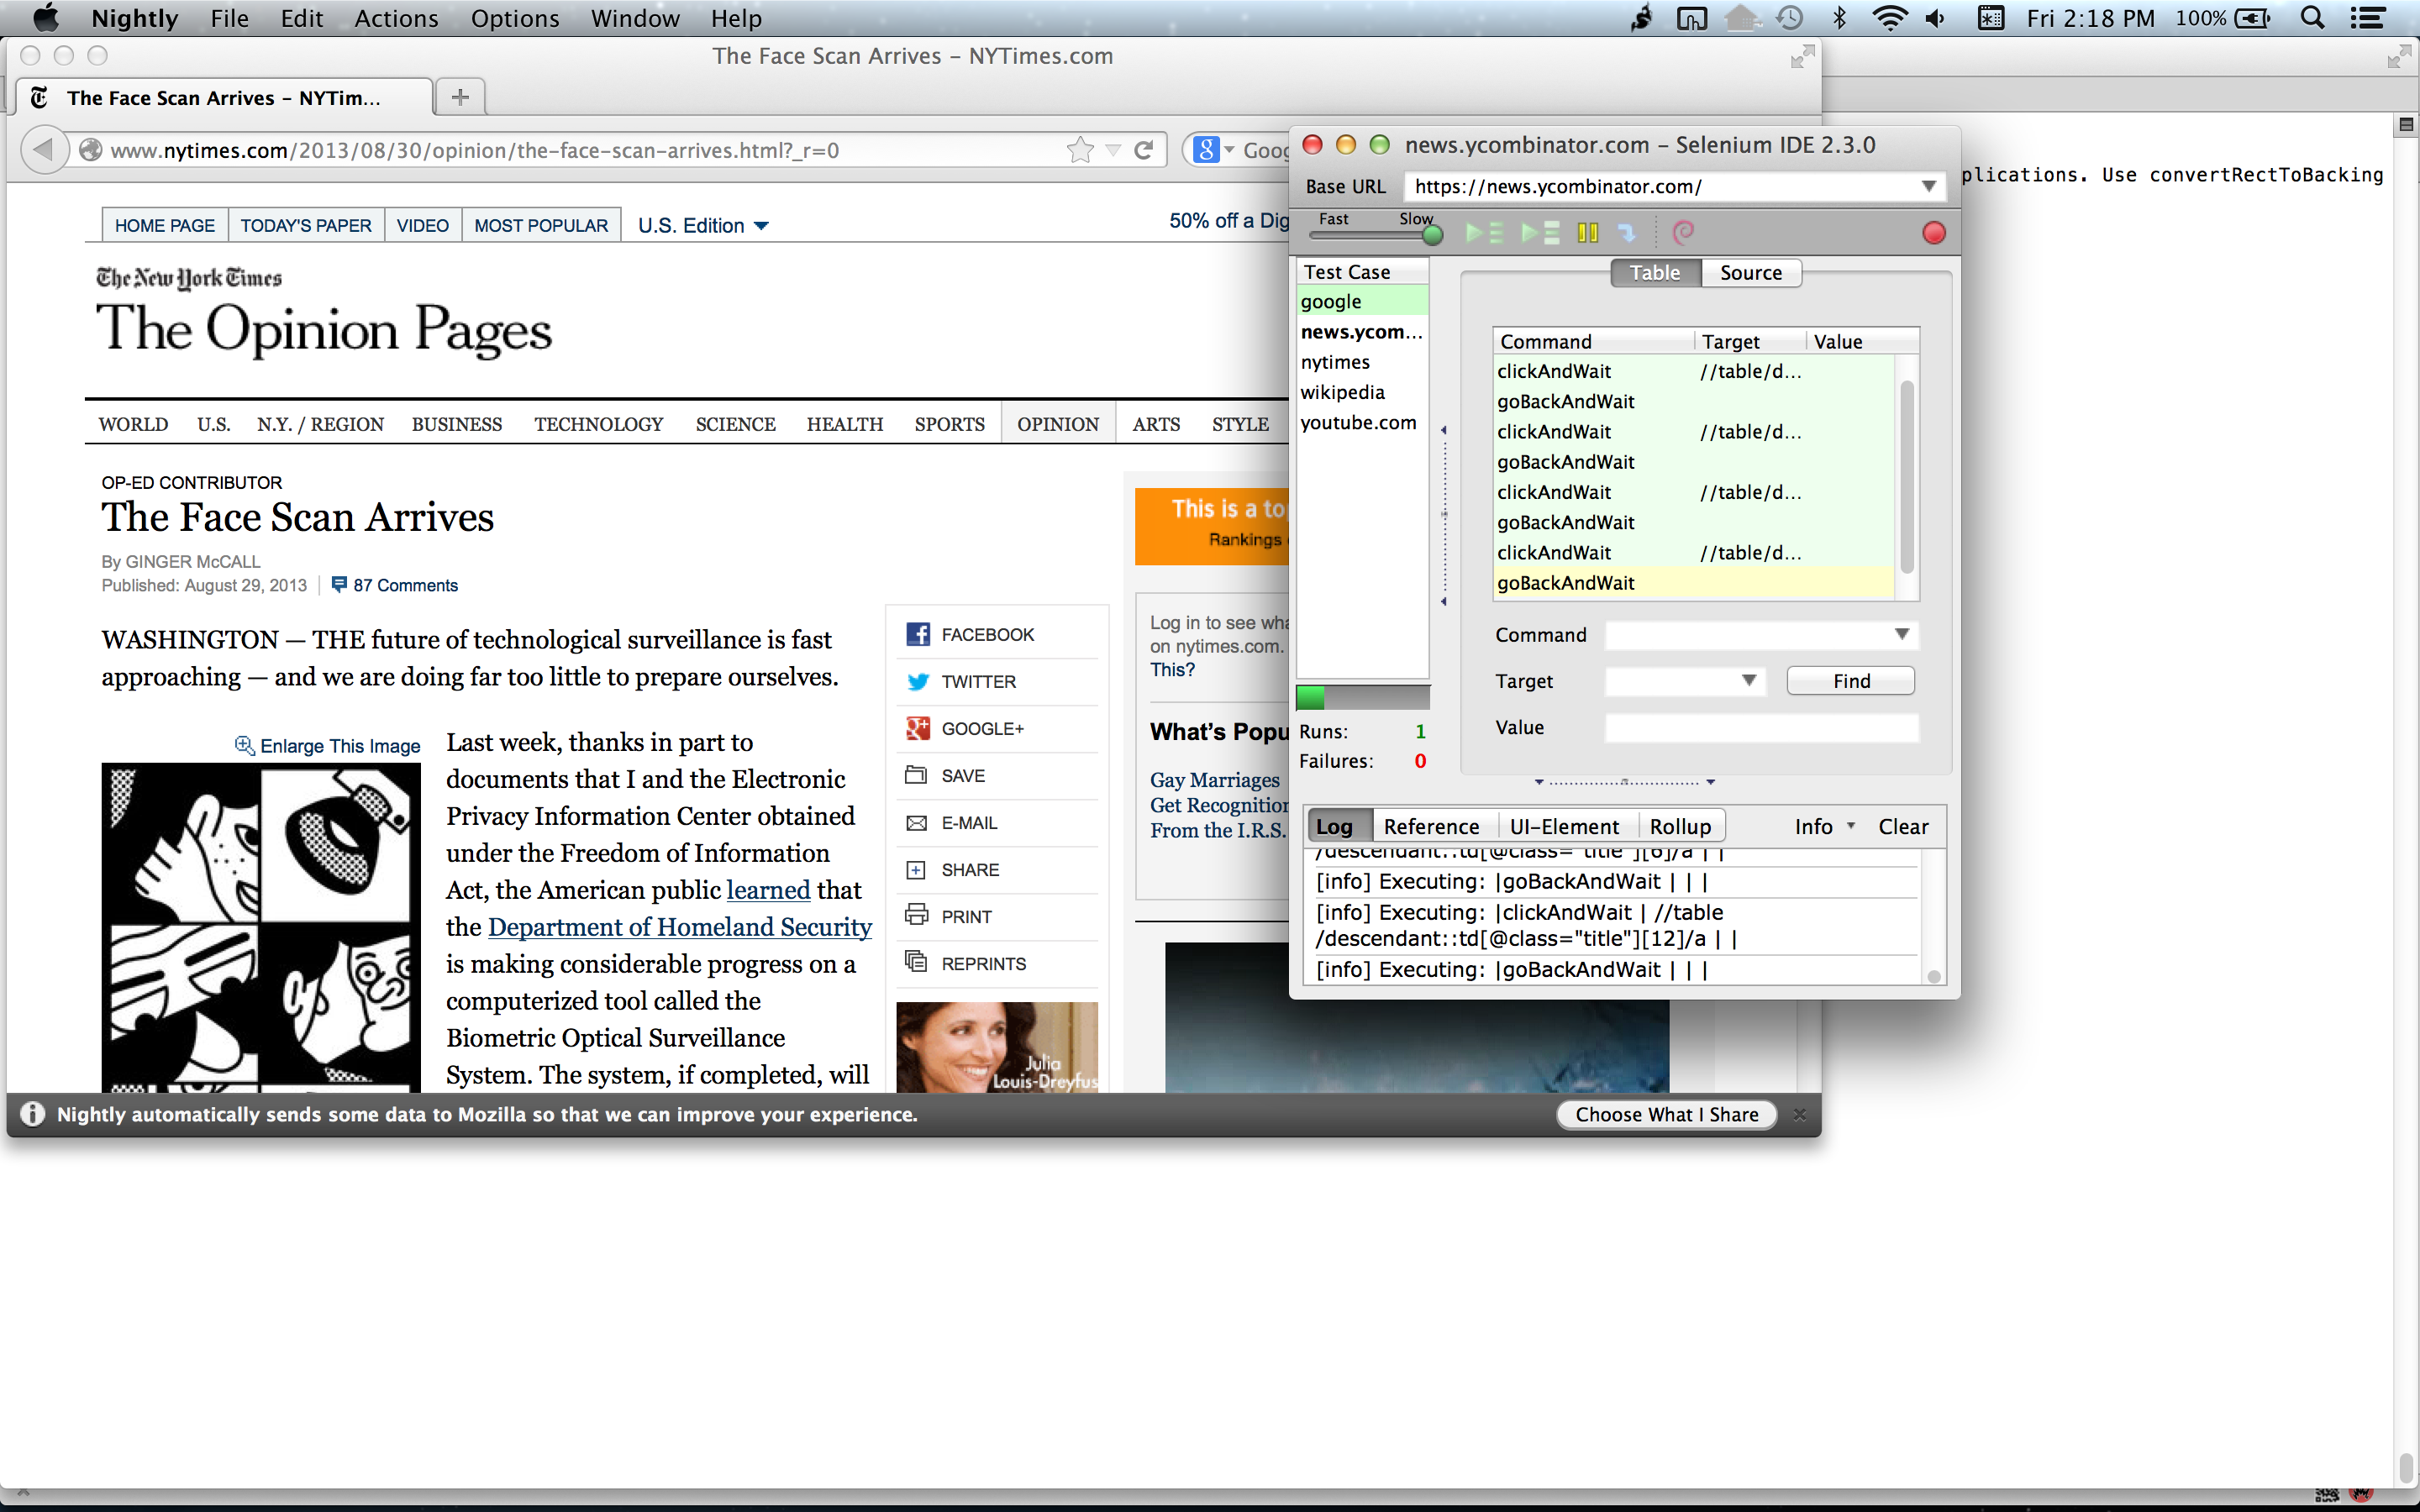 Nightly File Edit Actions Options Window Help
Fri 2:18 PM 100%
The Face Scan Arrives – NYTimes.com
The Face Scan Arrives – NYTim...
www.nytimes.com/2013/08/30/opinion/the-face-scan-arrives.html?_r=0
HOME PAGE TODAY'S PAPER VIDEO MOST POPULAR U.S. Edition
50% off a
The New York Times
The Opinion Pages
WORLD U.S. N.Y. / REGION BUSINESS TECHNOLOGY SCIENCE HEALTH SPORTS OPINION ARTS STYLE
OP-ED CONTRIBUTOR
The Face Scan Arrives
By GINGER McCALL
Published: August 29, 2013 87 Comments
WASHINGTON — THE future of technological surveillance is fast
approaching — and we are doing far too little to prepare ourselves.
Enlarge This Image
Last week, thanks in part to
documents that I and the Electronic
Privacy Information Center obtained
under the Freedom of Information
Act, the American public learned that
the Department of Homeland Security
is making considerable progress on a
computerized tool called the
Biometric Optical Surveillance
System. The system, if completed, will
FACEBOOK
TWITTER
GOOGLE+
SAVE
E-MAIL
SHARE
PRINT
REPRINTS
Julia
Louis-Dreyfus
This is a
Rankings
Log in to see
on nytimes.com.
This?
What's
Gay Marriages
Get
From the I.R.S.
Nightly automatically sends some data to Mozilla so that we can improve your experience.
Choose What I Share
news.ycombinator.com – Selenium IDE 2.3.0
Base URL https://news.ycombinator.com/
Fast Slow
Test Case
google
news.ycom...
nytimes
wikipedia
youtube.com
Runs: 1
Failures: 0
Table Source
Command Target Value
clickAndWait //table/d...
goBackAndWait
clickAndWait //table/d...
goBackAndWait
clickAndWait //table/d...
goBackAndWait
clickAndWait //table/d...
goBackAndWait
Command
Target Find
Value
Log Reference UI-Element Rollup Info Clear
/descendant::td[@class="title"][6]/a | |
[info] Executing: |goBackAndWait | | |
[info] Executing: |clickAndWait | //table
/descendant::td[@class="title"][12]/a | |
[info] Executing: |goBackAndWait | | |
plications. Use convertRectToBacking